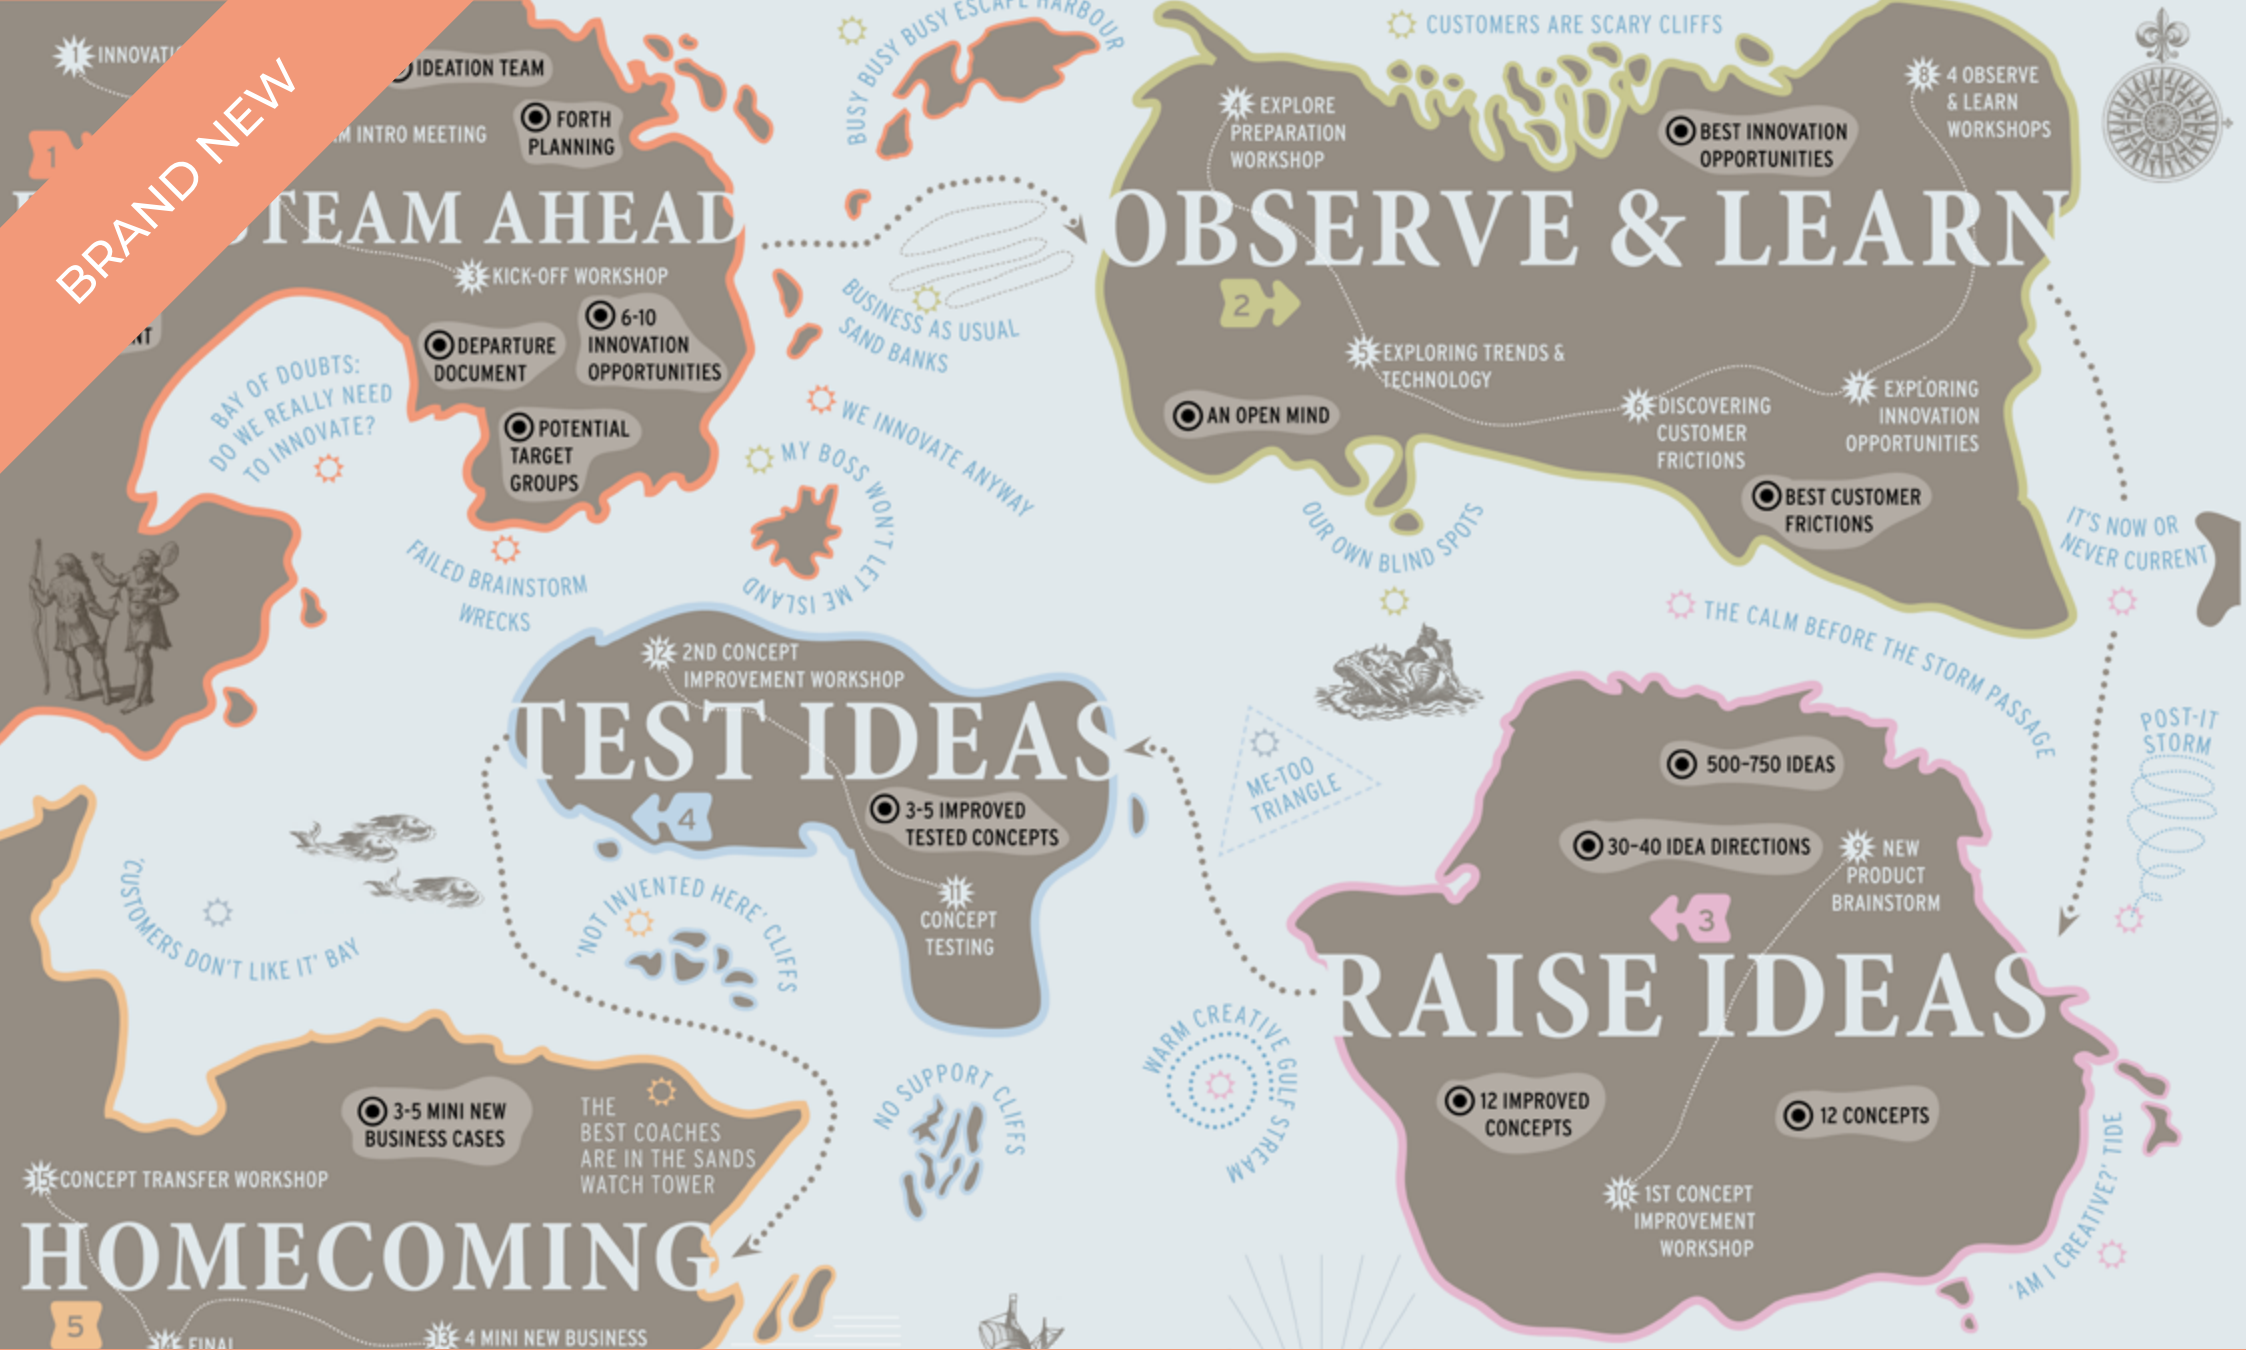 BRAND NEW
1
INNOVATI
IDEATION TEAM
FORTH
PLANNING
M INTRO MEETING
1
TEAM AHEAD
3 KICK-OFF WORKSHOP
DEPARTURE
DOCUMENT
6-10
INNOVATION
OPPORTUNITIES
POTENTIAL
TARGET
GROUPS
NT
BAY OF DOUBTS:
DO WE REALLY NEED
TO INNOVATE?
FAILED BRAINSTORM
WRECKS
BUSY BUSY BUSY ESCAPE HARBOUR
BUSINESS AS USUAL
SAND BANKS
WE INNOVATE ANYWAY
MY BOSS WON'T LET ME ISLAND
CUSTOMERS ARE SCARY CLIFFS
4 EXPLORE
PREPARATION
WORKSHOP
BEST INNOVATION
OPPORTUNITIES
8 4 OBSERVE
& LEARN
WORKSHOPS
OBSERVE & LEARN
2
5 EXPLORING TRENDS &
TECHNOLOGY
AN OPEN MIND
6 DISCOVERING
CUSTOMER
FRICTIONS
7 EXPLORING
INNOVATION
OPPORTUNITIES
BEST CUSTOMER
FRICTIONS
OUR OWN BLIND SPOTS
IT'S NOW OR
NEVER CURRENT
THE CALM BEFORE THE STORM PASSAGE
POST-IT
STORM
12 2ND CONCEPT
IMPROVEMENT WORKSHOP
TEST IDEAS
4
3-5 IMPROVED
TESTED CONCEPTS
11
CONCEPT
TESTING
ME-TOO
TRIANGLE
500-750 IDEAS
30-40 IDEA DIRECTIONS
9 NEW
PRODUCT
BRAINSTORM
3
RAISE IDEAS
12 IMPROVED
CONCEPTS
12 CONCEPTS
10 1ST CONCEPT
IMPROVEMENT
WORKSHOP
'AM I CREATIVE?' TIDE
WARM CREATIVE GULF STREAM
'NOT INVENTED HERE' CLIFFS
NO SUPPORT CLIFFS
'CUSTOMERS DON'T LIKE IT' BAY
3-5 MINI NEW
BUSINESS CASES
THE
BEST COACHES
ARE IN THE SANDS
WATCH TOWER
15 CONCEPT TRANSFER WORKSHOP
HOMECOMING
5
14 FINAL
13 4 MINI NEW BUSINESS